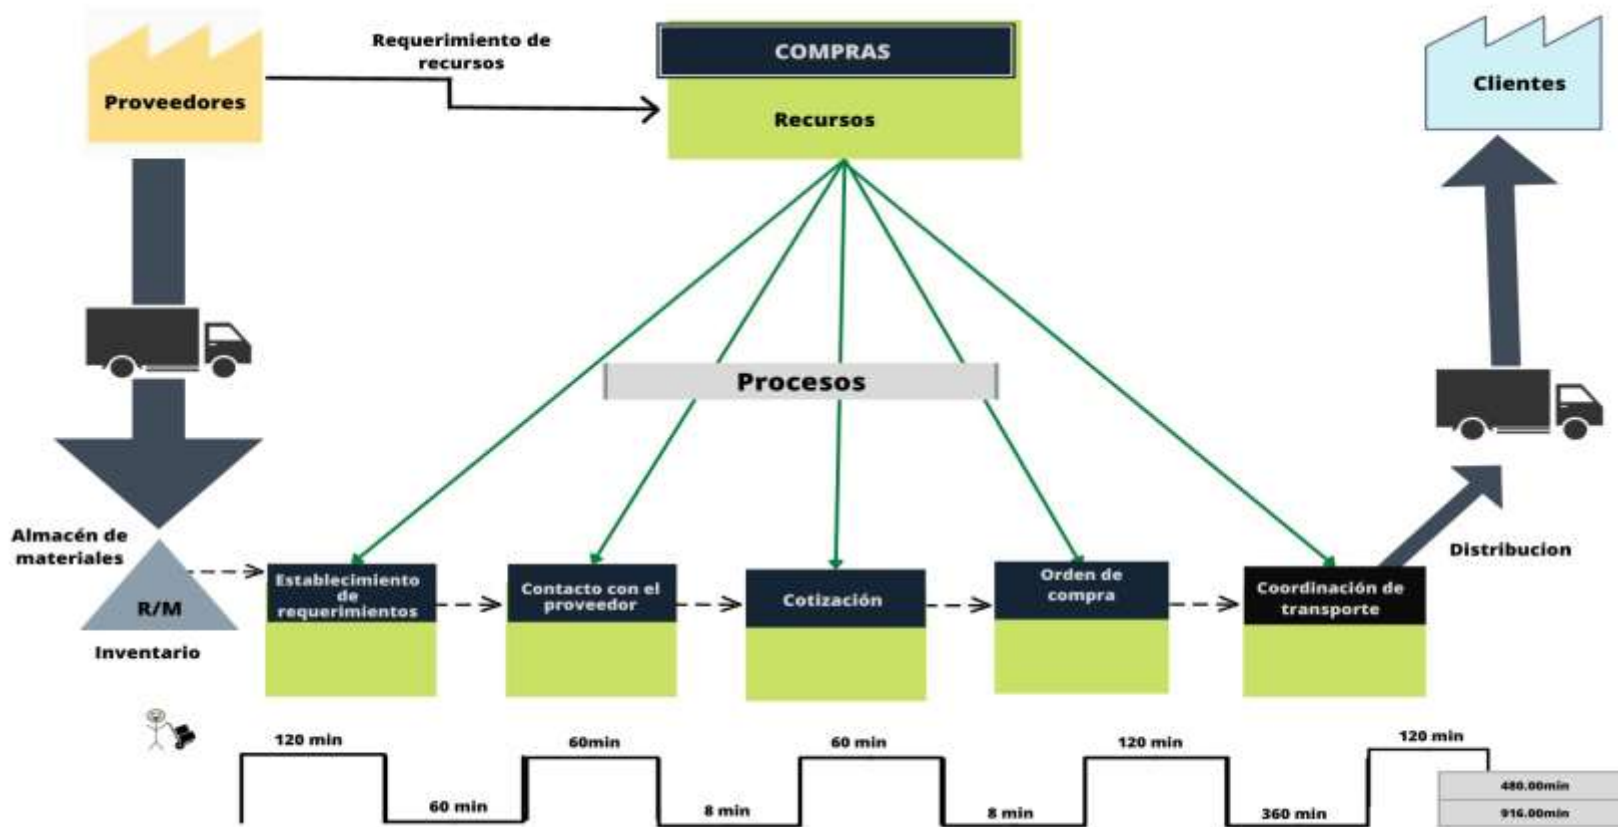 Proveedores
Requerimiento de
recursos
COMPRAS
Recursos
Clientes
Procesos
Almacén de
materiales
R/M
Inventario
Establecimiento
de
requerimientos
Contacto con el
proveedor
Cotización
Orden de
compra
Coordinación de
transporte
Distribucion
120 min
60 min
60min
8 min
60 min
8 min
120 min
360 min
120 min
480.00min
916.00min